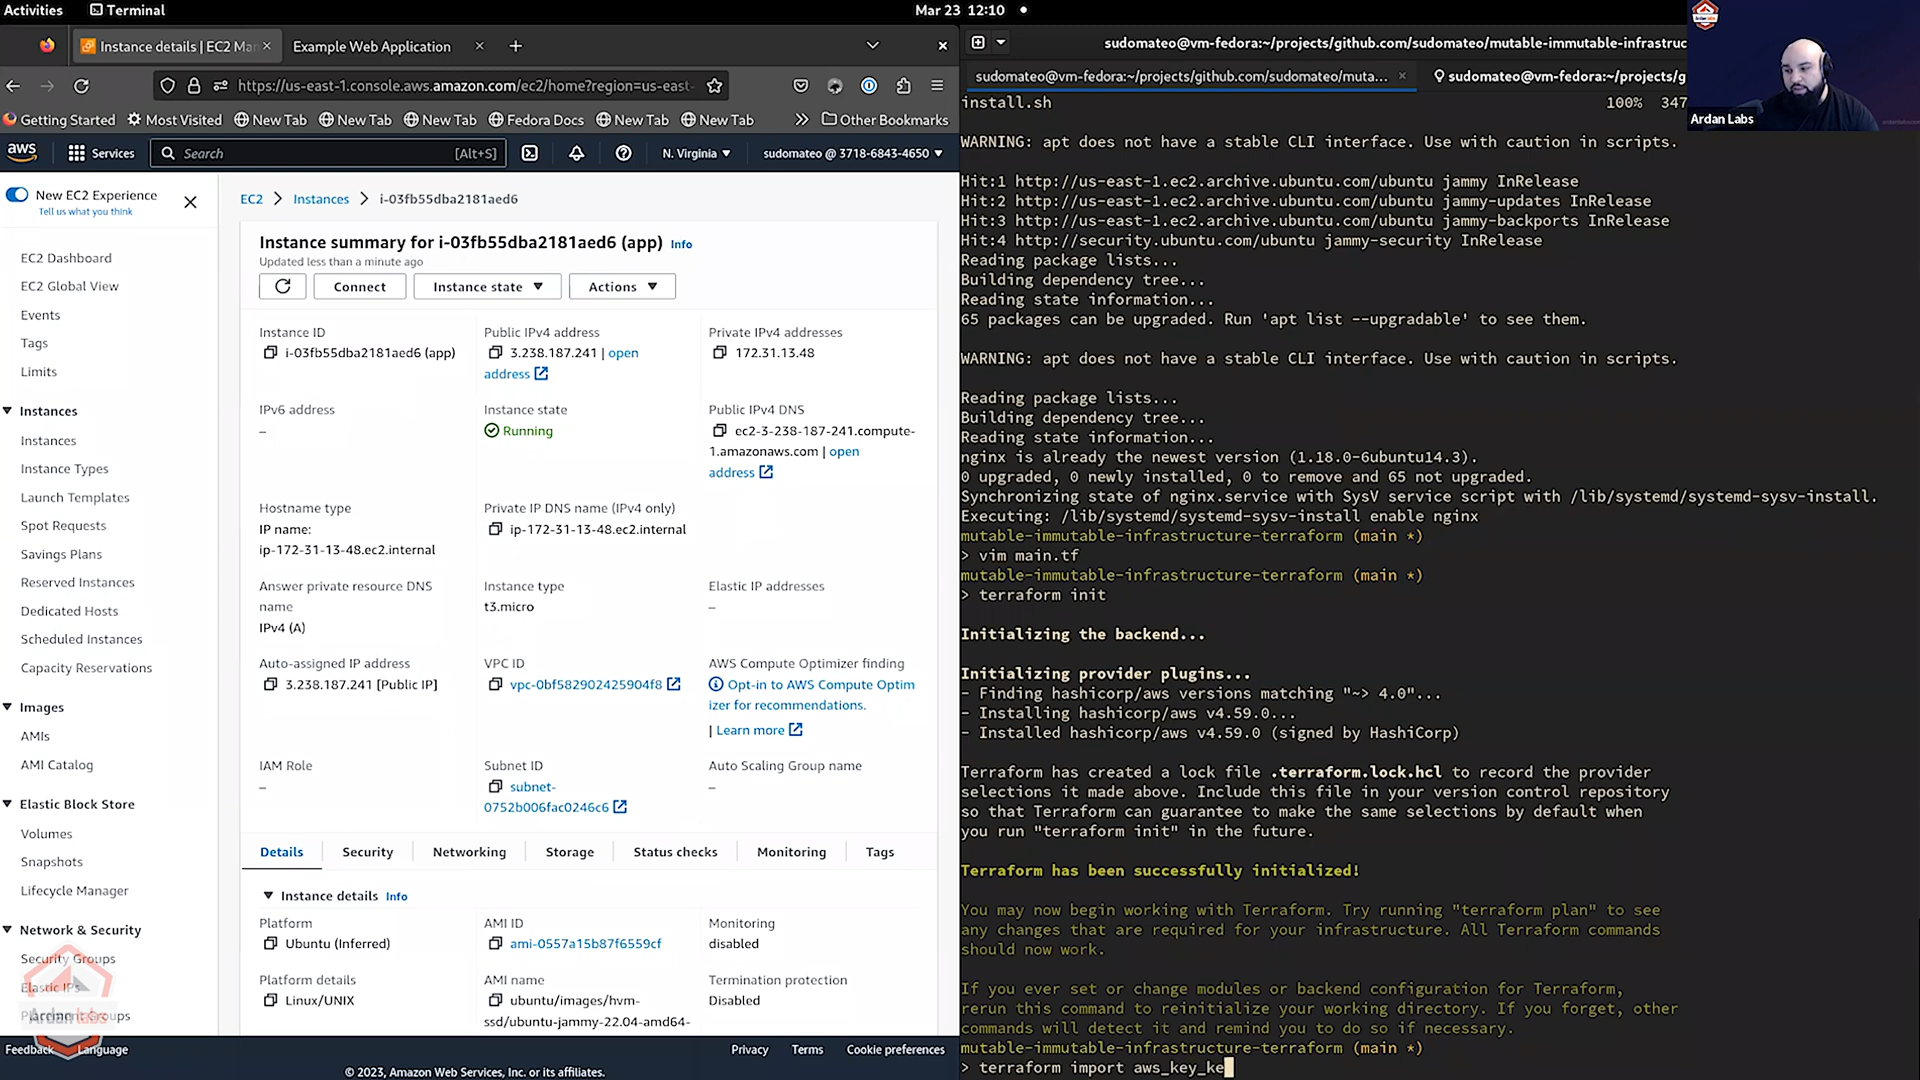 Activities
Terminal
Mar 23 12:10
Instance details | EC2 Ma
Example Web Application
https://us-east-1.console.aws.amazon.com/ec2/home?region=us-east-
Getting Started
Most Visited
New Tab
New Tab
New Tab
Fedora Docs
New Tab
New Tab
Other Bookmarks
aws
Services
Search
[Alt+S]
N. Virginia
sudomateo @ 3718-6843-4650
New EC2 Experience
Tell us what you think
EC2 Dashboard
EC2 Global View
Events
Tags
Limits
Instances
Instances
Instance Types
Launch Templates
Spot Requests
Savings Plans
Reserved Instances
Dedicated Hosts
Scheduled Instances
Capacity Reservations
Images
AMIs
AMI Catalog
Elastic Block Store
Volumes
Snapshots
Lifecycle Manager
Network & Security
Security Groups
Elastic IPs
Placement Groups
Ardan labs
EC2
Instances
i-03fb55dba2181aed6
Instance summary for i-03fb55dba2181aed6 (app)
Info
Updated less than a minute ago
Connect
Instance state
Actions
Instance ID
i-03fb55dba2181aed6 (app)
Public IPv4 address
3.238.187.241 | open
address
Private IPv4 addresses
172.31.13.48
IPv6 address
–
Instance state
Running
Public IPv4 DNS
ec2-3-238-187-241.compute-
1.amazonaws.com | open
address
Hostname type
IP name:
ip-172-31-13-48.ec2.internal
Private IP DNS name (IPv4 only)
ip-172-31-13-48.ec2.internal
Answer private resource DNS
name
IPv4 (A)
Instance type
t3.micro
Elastic IP addresses
–
Auto-assigned IP address
3.238.187.241 [Public IP]
VPC ID
vpc-0bf582902425904f8
AWS Compute Optimizer finding
Opt-in to AWS Compute Optim
izer for recommendations.
| Learn more
IAM Role
–
Subnet ID
subnet-
0752b006fac0246c6
Auto Scaling Group name
–
Details
Security
Networking
Storage
Status checks
Monitoring
Tags
Instance details
Info
Platform
Ubuntu (Inferred)
AMI ID
ami-0557a15b87f6559cf
Monitoring
disabled
Platform details
Linux/UNIX
AMI name
ubuntu/images/hvm-
ssd/ubuntu-jammy-22.04-amd64-
Termination protection
Disabled
Feedback
Language
Privacy
Terms
Cookie preferences
© 2023, Amazon Web Services, Inc. or its affiliates.
sudomateo@vm-fedora:~/projects/github.com/sudomateo/mutable-immutable-infrastruc
sudomateo@vm-fedora:~/projects/github.com/sudomateo/muta...
sudomateo@vm-fedora:~/projects/g
Ardan Labs
install.sh 100% 347
WARNING: apt does not have a stable CLI interface. Use with caution in scripts.
Hit:1 http://us-east-1.ec2.archive.ubuntu.com/ubuntu jammy InRelease
Hit:2 http://us-east-1.ec2.archive.ubuntu.com/ubuntu jammy-updates InRelease
Hit:3 http://us-east-1.ec2.archive.ubuntu.com/ubuntu jammy-backports InRelease
Hit:4 http://security.ubuntu.com/ubuntu jammy-security InRelease
Reading package lists...
Building dependency tree...
Reading state information...
65 packages can be upgraded. Run 'apt list --upgradable' to see them.
WARNING: apt does not have a stable CLI interface. Use with caution in scripts.
Reading package lists...
Building dependency tree...
Reading state information...
nginx is already the newest version (1.18.0-6ubuntu14.3).
0 upgraded, 0 newly installed, 0 to remove and 65 not upgraded.
Synchronizing state of nginx.service with SysV service script with /lib/systemd/systemd-sysv-install.
Executing: /lib/systemd/systemd-sysv-install enable nginx
mutable-immutable-infrastructure-terraform (main *)
> vim main.tf
mutable-immutable-infrastructure-terraform (main *)
> terraform init
Initializing the backend...
Initializing provider plugins...
- Finding hashicorp/aws versions matching "~> 4.0"...
- Installing hashicorp/aws v4.59.0...
- Installed hashicorp/aws v4.59.0 (signed by HashiCorp)
Terraform has created a lock file .terraform.lock.hcl to record the provider
selections it made above. Include this file in your version control repository
so that Terraform can guarantee to make the same selections by default when
you run "terraform init" in the future.
Terraform has been successfully initialized!
You may now begin working with Terraform. Try running "terraform plan" to see
any changes that are required for your infrastructure. All Terraform commands
should now work.
If you ever set or change modules or backend configuration for Terraform,
rerun this command to reinitialize your working directory. If you forget, other
commands will detect it and remind you to do so if necessary.
mutable-immutable-infrastructure-terraform (main *)
> terraform import aws_key_ke